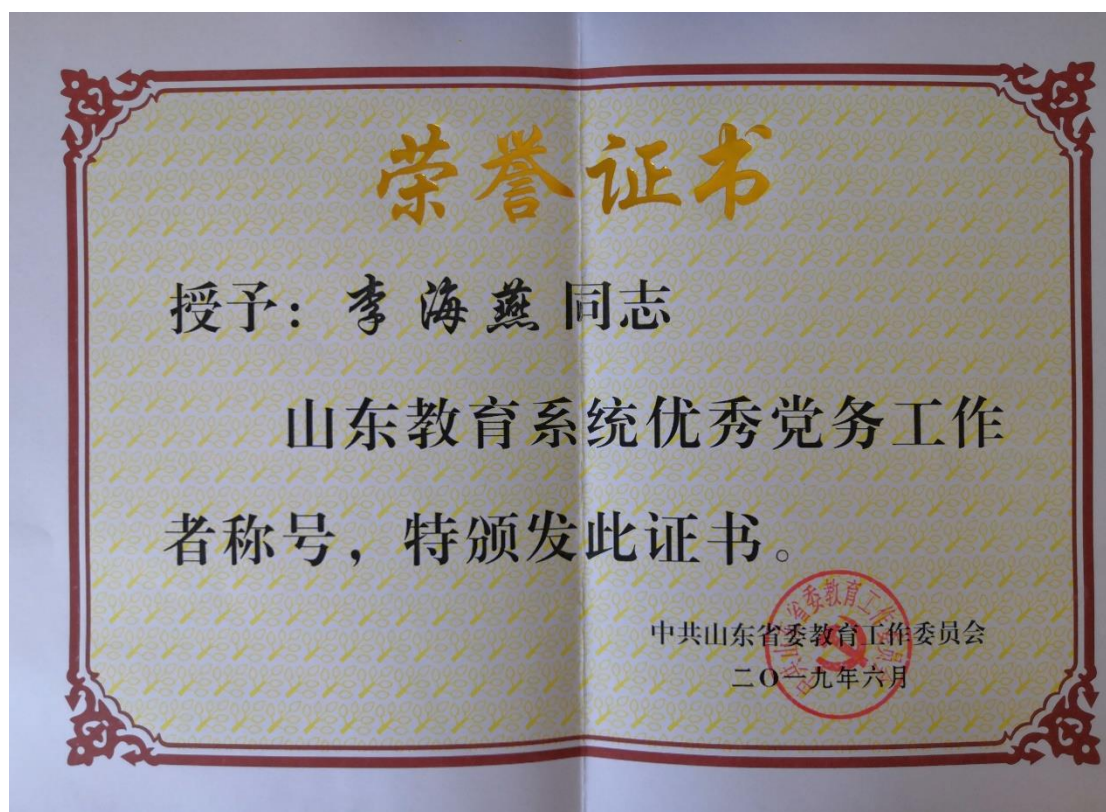 荣誉证书
授予：李海燕同志
山东教育系统优秀党务工作
者称号，特颁发此证书。
中共山东省委教育工作委员会
二〇一九年六月